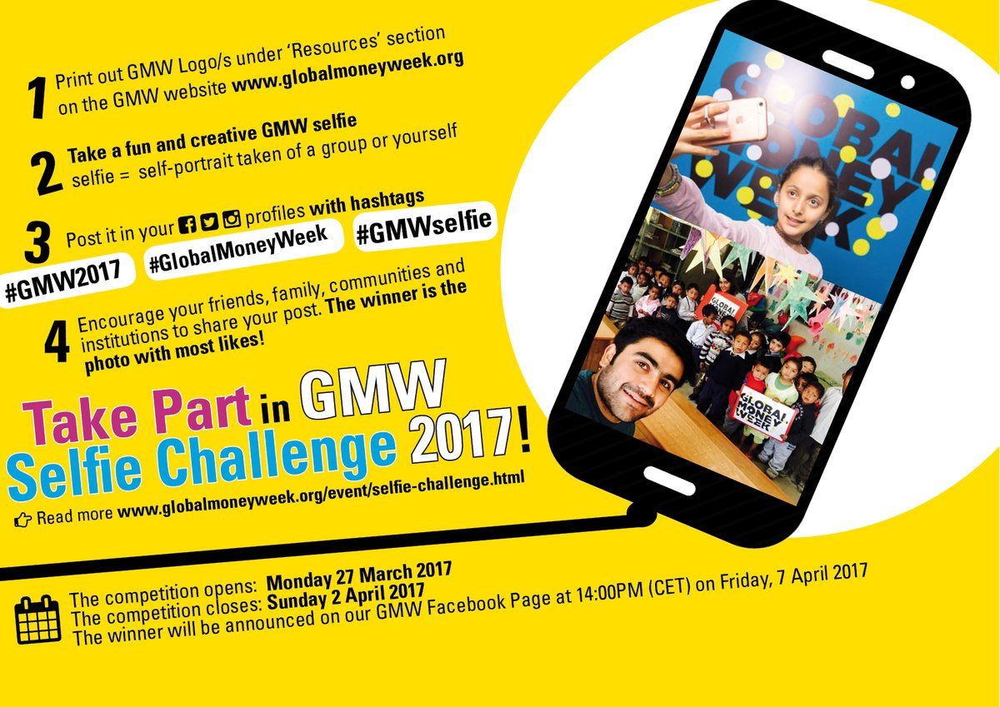 1
Print out GMW Logo/s under ‘Resources’ section
on the GMW website www.globalmoneyweek.org
2
Take a fun and creative GMW selfie
selfie = self-portrait taken of a group or yourself
3
Post it in your profiles with hashtags
#GMW2017 #GlobalMoneyWeek #GMWselfie
4
Encourage your friends, family, communities and
institutions to share your post. The winner is the
photo with most likes!
Take Part in GMW
Selfie Challenge 2017!
Read more www.globalmoneyweek.org/event/selfie-challenge.html
The competition opens: Monday 27 March 2017
The competition closes: Sunday 2 April 2017
The winner will be announced on our GMW Facebook Page at 14:00PM (CET) on Friday, 7 April 2017
GLOBAL
MONEY
WEEK
GLOBAL
MONEY
WEEK
GLOBAL
MONEY
WEEK